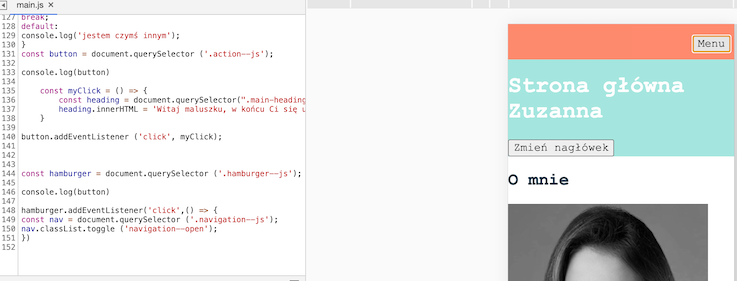 main.js ×
127 break;
128 default:
129 console.log('jestem czymś innym');
130 }
131 const button = document.querySelector ('.action--js');
132
133 console.log(button)
134
135 const myClick = () => {
136 const heading = document.querySelector(".main-heading
137 heading.innerHTML = 'Witaj maluszku, w końcu Ci się u
138 }
139
140 button.addEventListener ('click', myClick);
141
142
143
144 const hamburger = document.querySelector ('.hamburger--js');
145
146 console.log(button)
147
148 hamburger.addEventListener('click',() => {
149 const nav = document.querySelector ('.navigation--js');
150 nav.classList.toggle ('navigation--open');
151 })
152
Menu
Strona główna
Zuzanna
Zmień nagłówek
O mnie